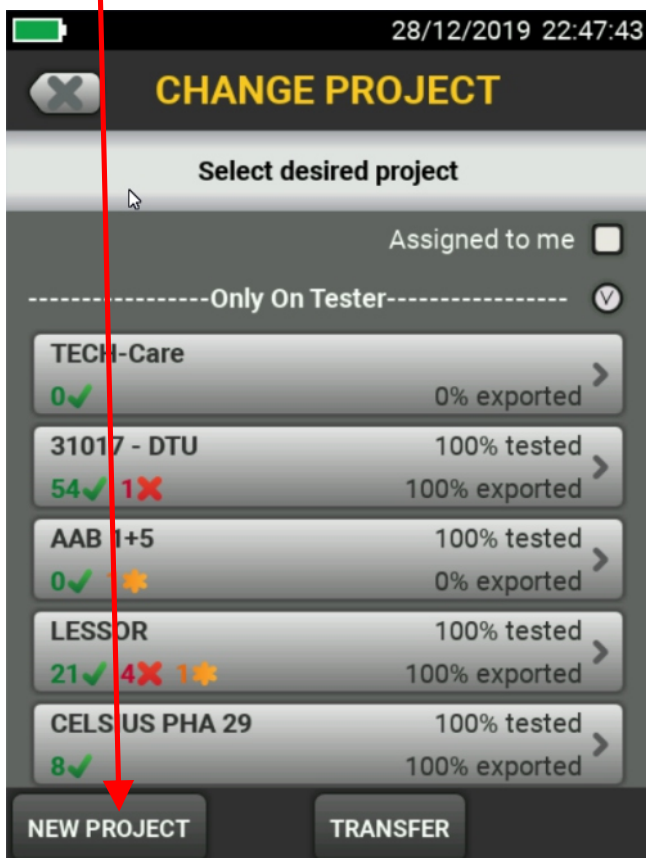 28/12/2019 22:47:43
CHANGE PROJECT
Select desired project
Assigned to me
-----------------Only On Tester----------------- V
TECH-Care
0✓ 0% exported
31017 - DTU 100% tested
54✓ 1✗ 100% exported
AAB 1+5 100% tested
0✓ 1* 0% exported
LESSOR 100% tested
21✓ 4✗ 1* 100% exported
CELSIUS PHA 29 100% tested
8✓ 100% exported
NEW PROJECT TRANSFER